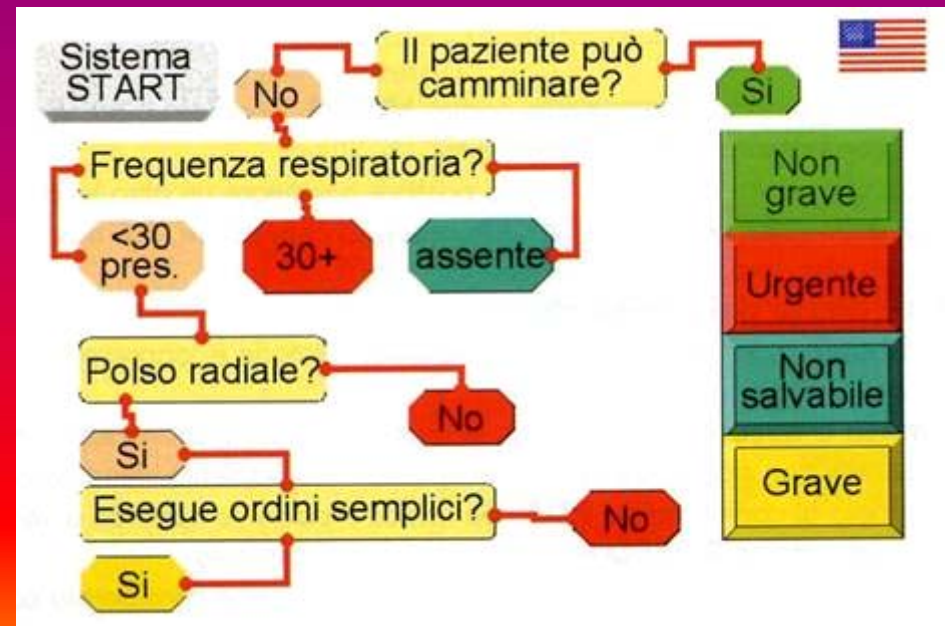 Sistema
START
Il paziente può
camminare?
No
Si
Frequenza respiratoria?
<30
pres.
30+
assente
Polso radiale?
No
Si
Esegue ordini semplici?
No
Si
Non
grave
Urgente
Non
salvabile
Grave